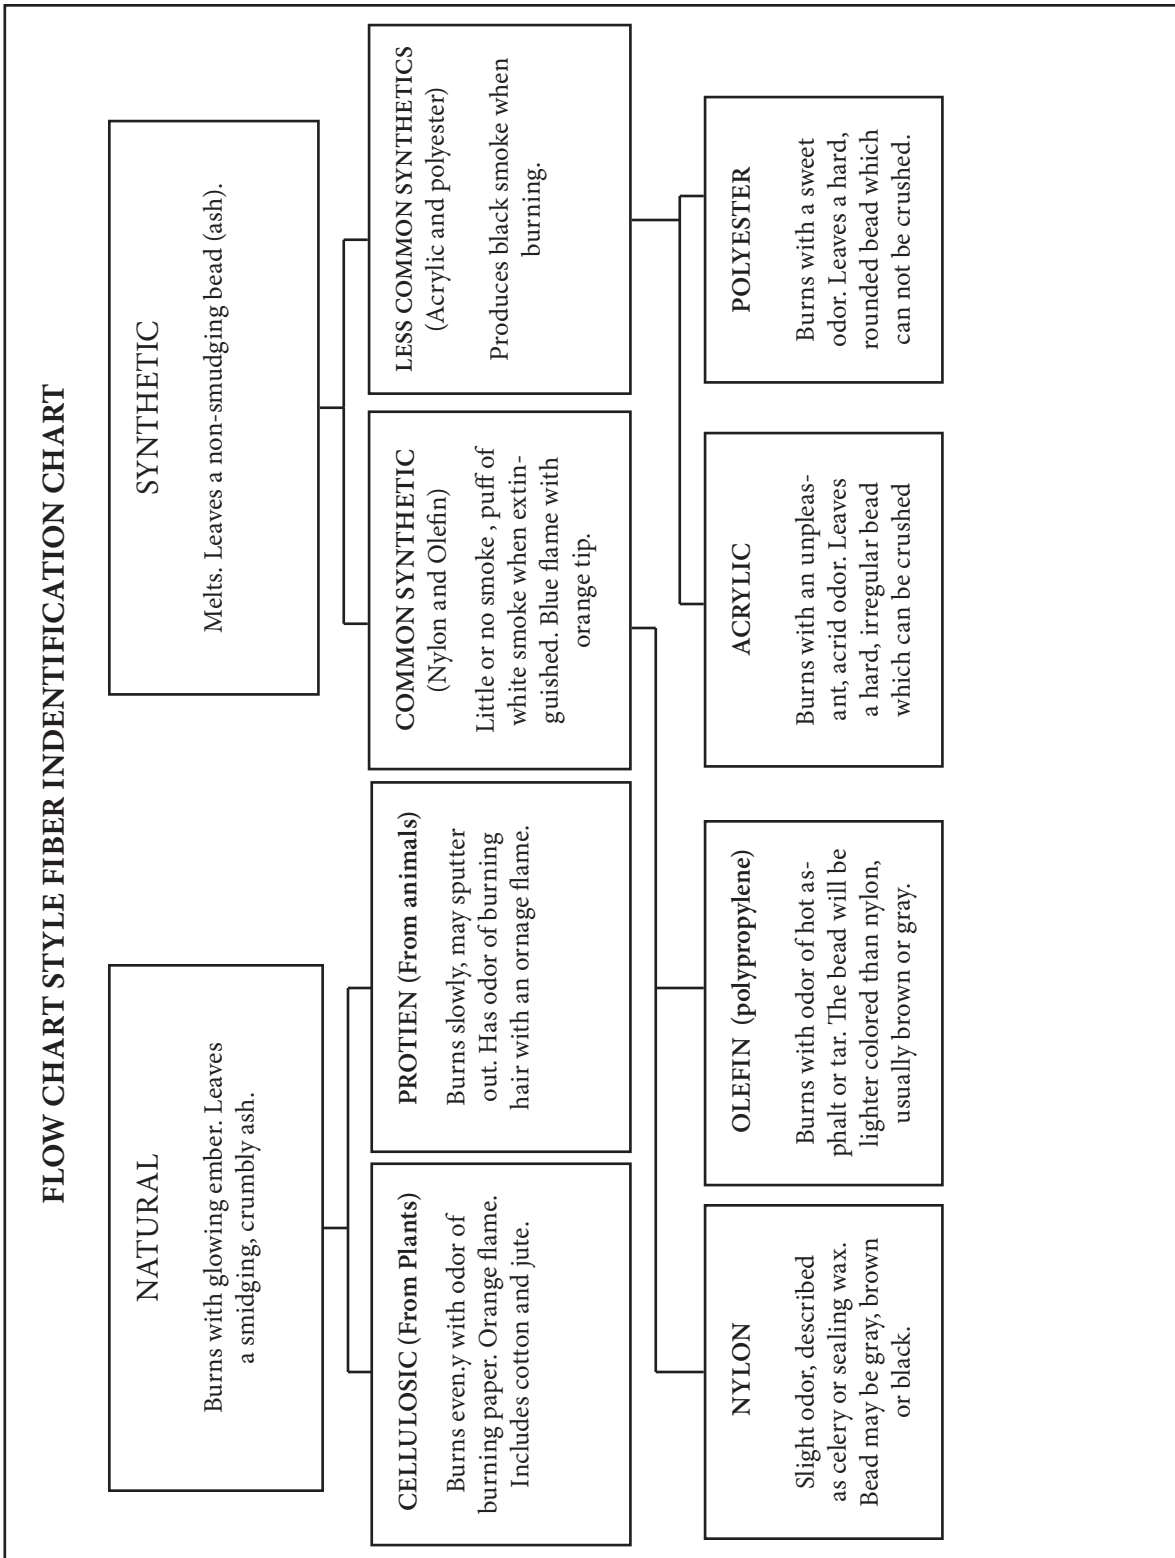 FLOW CHART STYLE FIBER INDENTIFICATION CHART
NATURAL
Burns with glowing ember. Leaves
a smidging, crumbly ash.
SYNTHETIC
Melts. Leaves a non-smudging bead (ash).
CELLULOSIC (From Plants)
Burns even.y with odor of
burning paper. Orange flame.
Includes cotton and jute.
PROTIEN (From animals)
Burns slowly, may sputter
out. Has odor of burning
hair with an ornage flame.
COMMON SYNTHETIC
(Nylon and Olefin)
Little or no smoke , puff of
white smoke when extin-
guished. Blue flame with
orange tip.
LESS COMMON SYNTHETICS
(Acrylic and polyester)
Produces black smoke when
burning.
NYLON
Slight odor, described
as celery or sealing wax.
Bead may be gray, brown
or black.
OLEFIN (polypropylene)
Burns with odor of hot as-
phalt or tar. The bead will be
lighter colored than nylon,
usually brown or gray.
ACRYLIC
Burns with an unpleas-
ant, acrid odor. Leaves
a hard, irregular bead
which can be crushed
POLYESTER
Burns with a sweet
odor. Leaves a hard,
rounded bead which
can not be crushed.